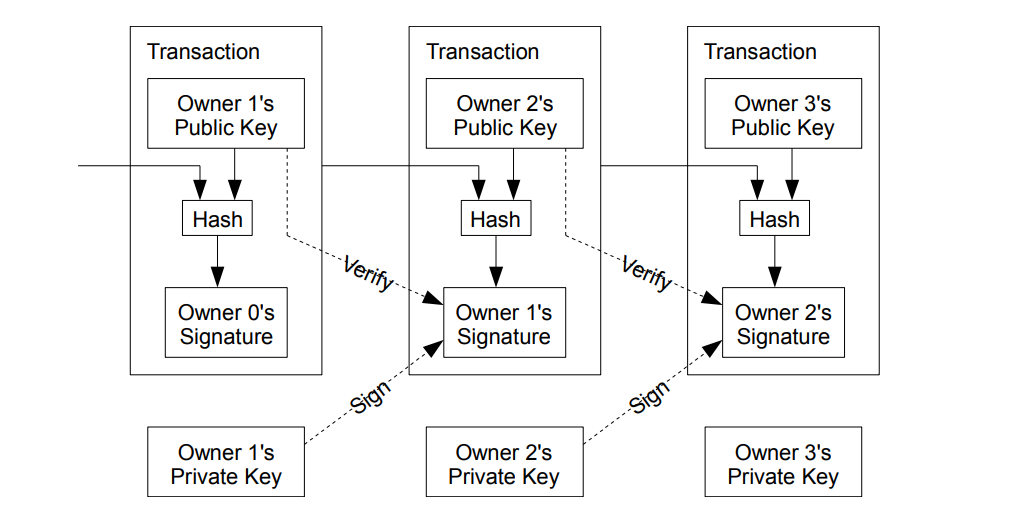 Transaction
Transaction
Transaction
Owner 1's
Public Key
Owner 2's
Public Key
Owner 3's
Public Key
Hash
Hash
Hash
Verify
Verify
Owner 0's
Signature
Owner 1's
Signature
Owner 2's
Signature
Sign
Sign
Owner 1's
Private Key
Owner 2's
Private Key
Owner 3's
Private Key